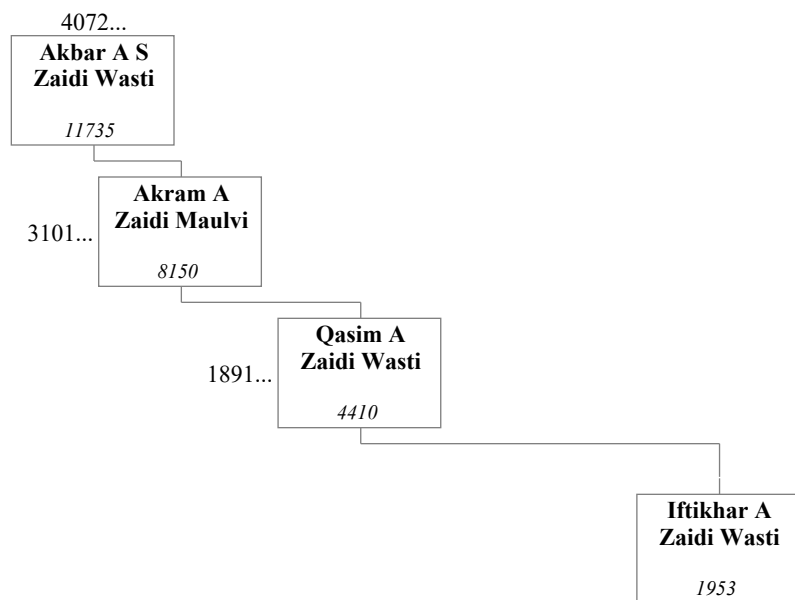 4072...
Akbar A S
Zaidi Wasti
11735
Akram A
Zaidi Maulvi
3101...
8150
Qasim A
Zaidi Wasti
1891...
4410
Iftikhar A
Zaidi Wasti
1953